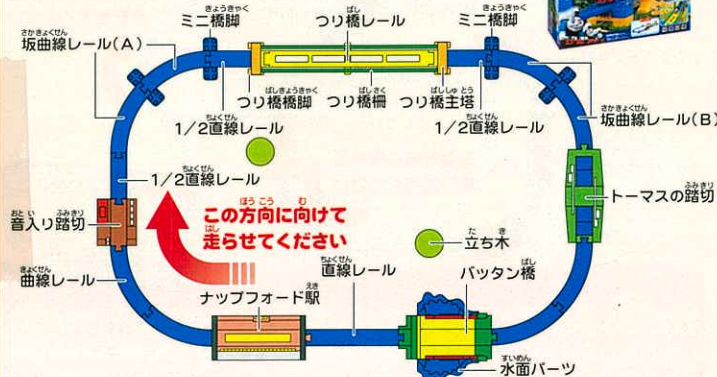 ミニ橋脚
つり橋レール
ミニ橋脚
坂曲線レール(A)
つり橋橋脚
つり橋柵
つり橋主塔
1/2直線レール
1/2直線レール
坂曲線レール(B)
1/2直線レール
音入り踏切
この方向に向けて
走らせてください
トーマスの踏切
立ち木
曲線レール
直線レール
バッタン橋
ナップフォード駅
水面パーツ